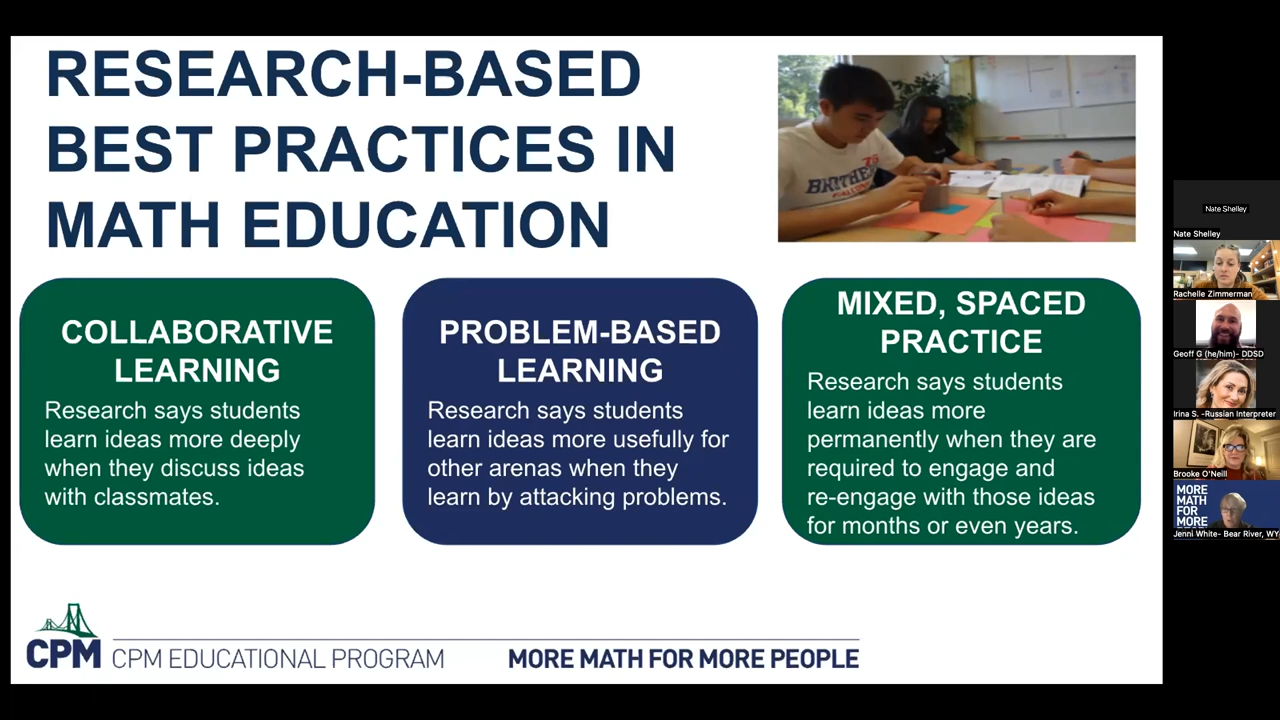 RESEARCH-BASED
BEST PRACTICES IN
MATH EDUCATION
COLLABORATIVE
LEARNING
Research says students
learn ideas more deeply
when they discuss ideas
with classmates.
PROBLEM-BASED
LEARNING
Research says students
learn ideas more usefully for
other arenas when they
learn by attacking problems.
MIXED, SPACED
PRACTICE
Research says students
learn ideas more
permanently when they are
required to engage and
re-engage with those ideas
for months or even years.
CPM
CPM EDUCATIONAL PROGRAM
MORE MATH FOR MORE PEOPLE
Nate Shelley
Nate Shelley
Rachelle Zimmerman
Geoff G (he/him)- DDSD
Irina S. -Russian Interpreter
Brooke O'Neill
MORE
MATH
FOR
MORE
Jenni White- Bear River, WY